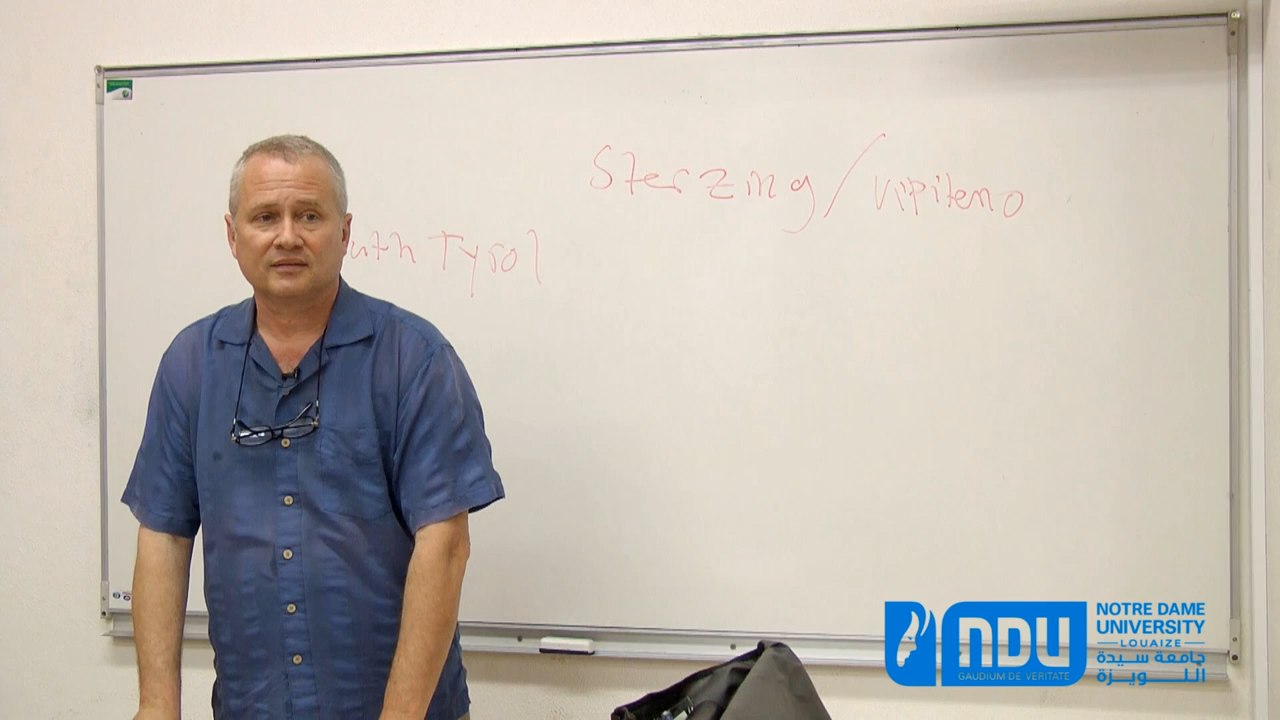 Sterzing/Vipiteno
uth Tyrol
NDU
GAUDIUM DE VERITATE
NOTRE DAME
UNIVERSITY
LOUAIZE
جامعة سيدة
اللويزة